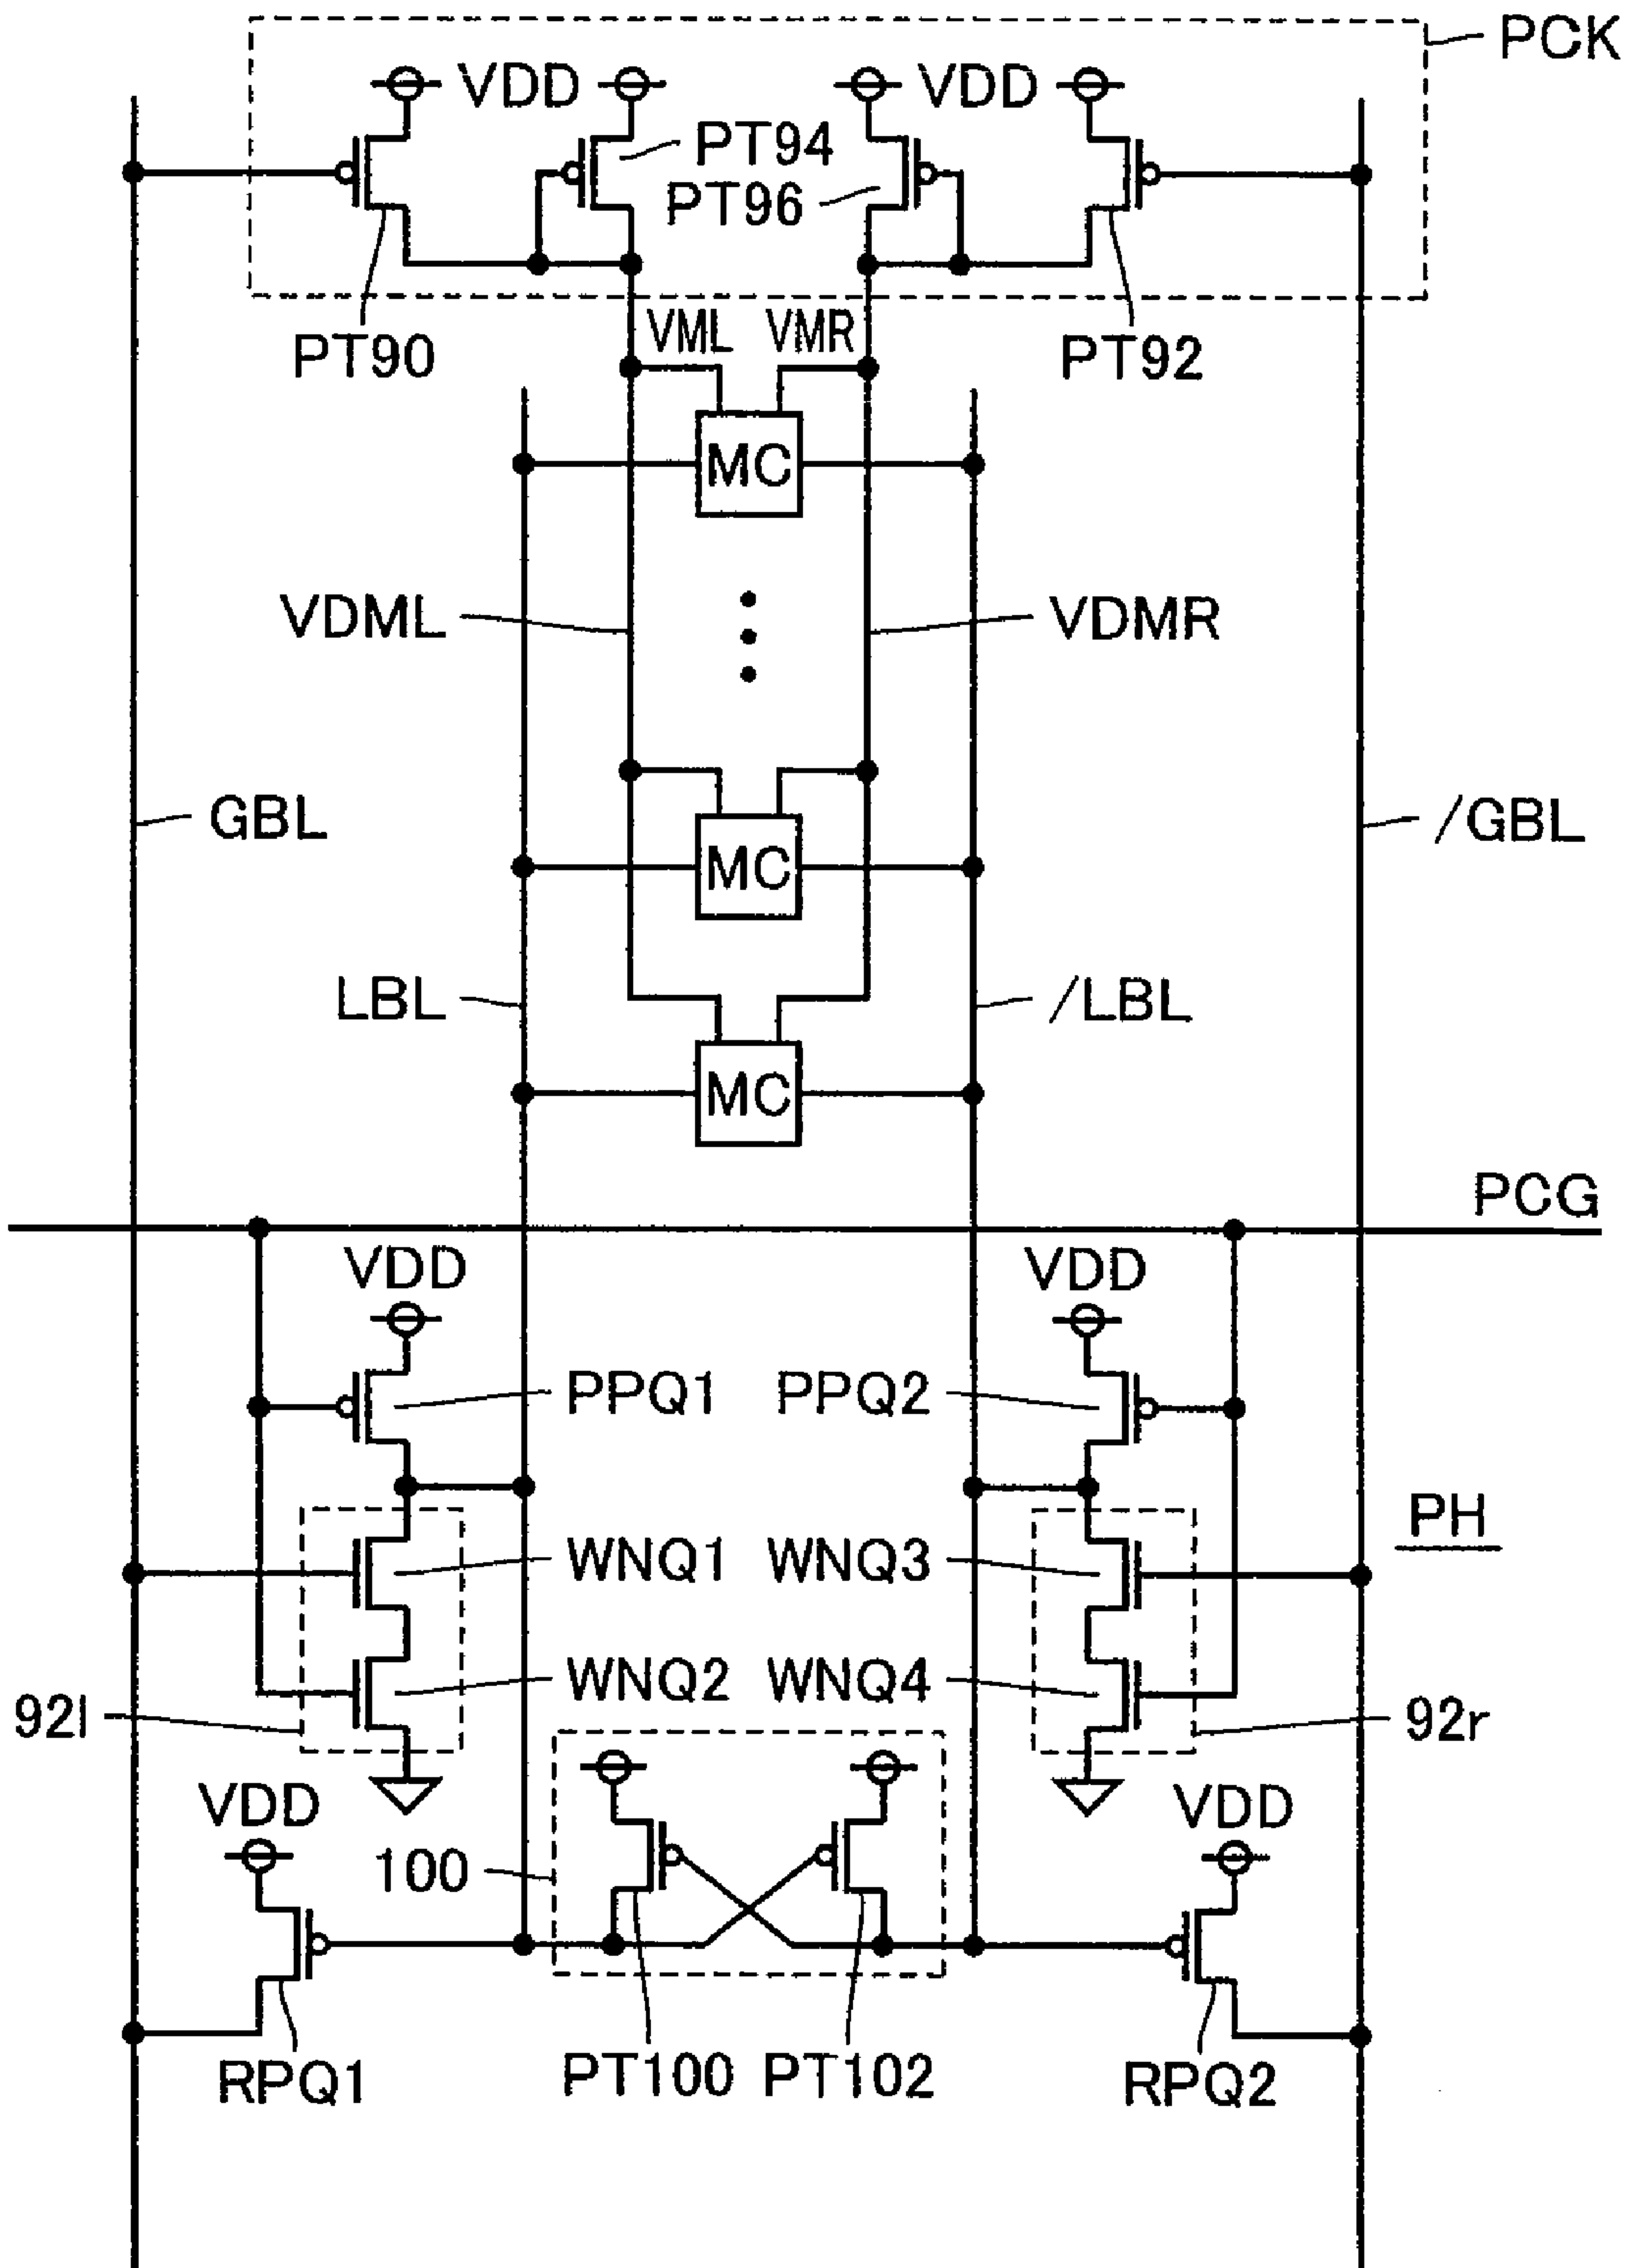 PCK
VDD VDD
PT94
PT96
VML VMR
PT90 PT92
MC
VDML VDMR
GBL /GBL
MC
LBL /LBL
MC
PCG
VDD VDD
PPQ1 PPQ2
PH
WNQ1 WNQ3
WNQ2 WNQ4
92l 92r
VDD VDD
100
RPQ1 PT100 PT102 RPQ2